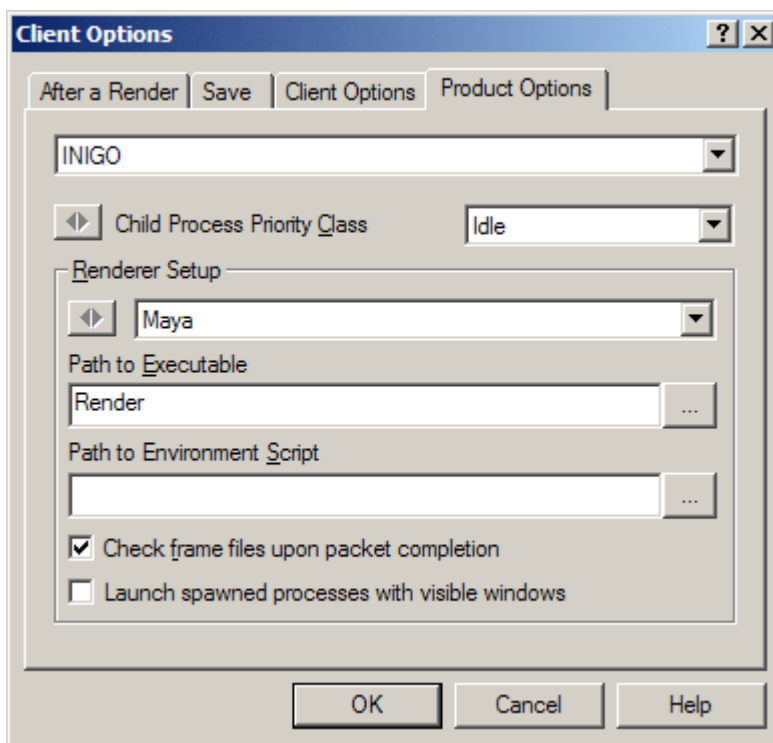 Client Options
? X
After a Render Save Client Options Product Options
INIGO
Child Process Priority Class Idle
Renderer Setup
Maya
Path to Executable
Render ...
Path to Environment Script
...
Check frame files upon packet completion
Launch spawned processes with visible windows
OK Cancel Help